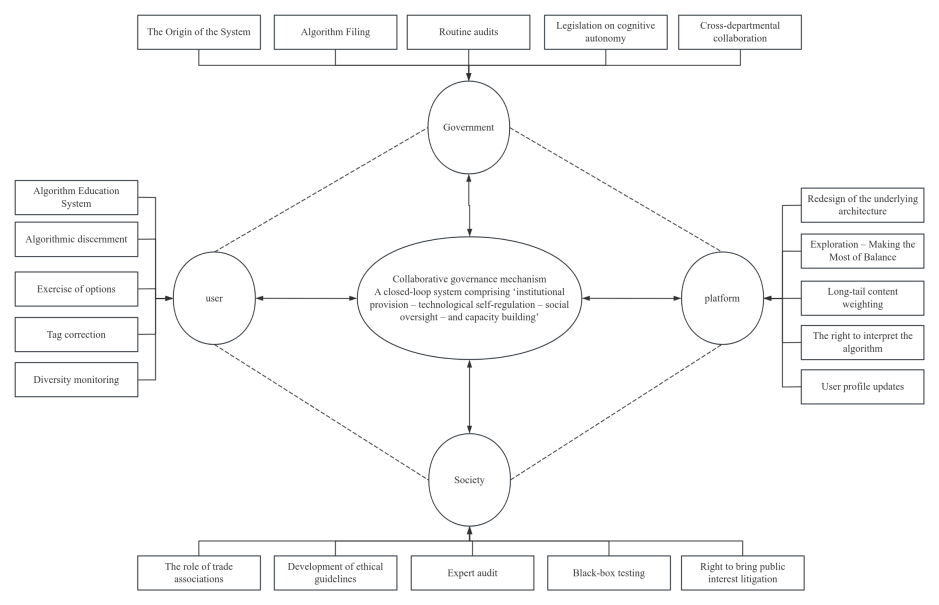 The Origin of the System
Algorithm Filing
Routine audits
Legislation on cognitive
autonomy
Cross-departmental
collaboration
Government
Algorithm Education
System
Algorithmic discernment
Exercise of options
Tag correction
Diversity monitoring
user
Collaborative governance mechanism
A closed-loop system comprising ‘institutional
provision – technological self-regulation – social
oversight – and capacity building’
platform
Redesign of the underlying
architecture
Exploration – Making the
Most of Balance
Long-tail content
weighting
The right to interpret the
algorithm
User profile updates
Society
The role of trade
associations
Development of ethical
guidelines
Expert audit
Black-box testing
Right to bring public
interest litigation